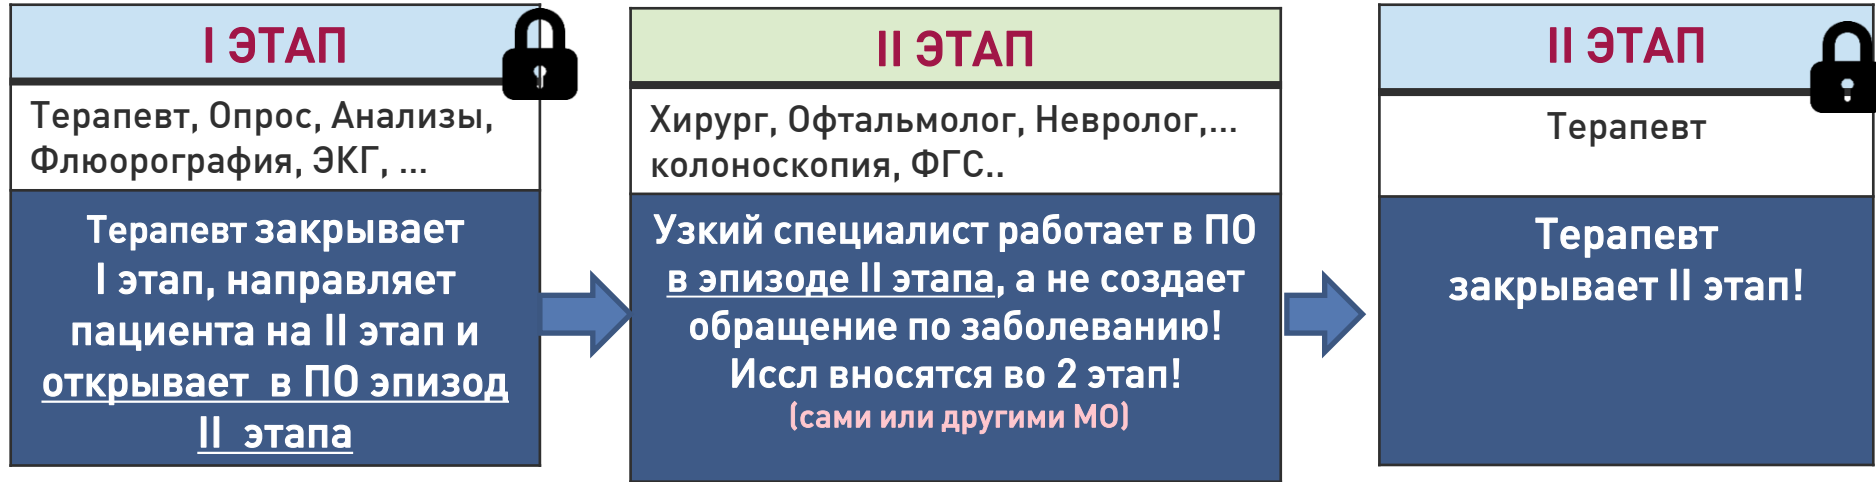 I ЭТАП
Терапевт, Опрос, Анализы,
Флюорография, ЭКГ, ...
Терапевт закрывает
I этап, направляет
пациента на II этап и
открывает в ПО эпизод
II этапа
II ЭТАП
Хирург, Офтальмолог, Невролог,...
колоноскопия, ФГС..
Узкий специалист работает в ПО
в эпизоде II этапа, а не создает
обращение по заболеванию!
Иссл вносятся во 2 этап!
(сами или другими МО)
II ЭТАП
Терапевт
Терапевт
закрывает II этап!